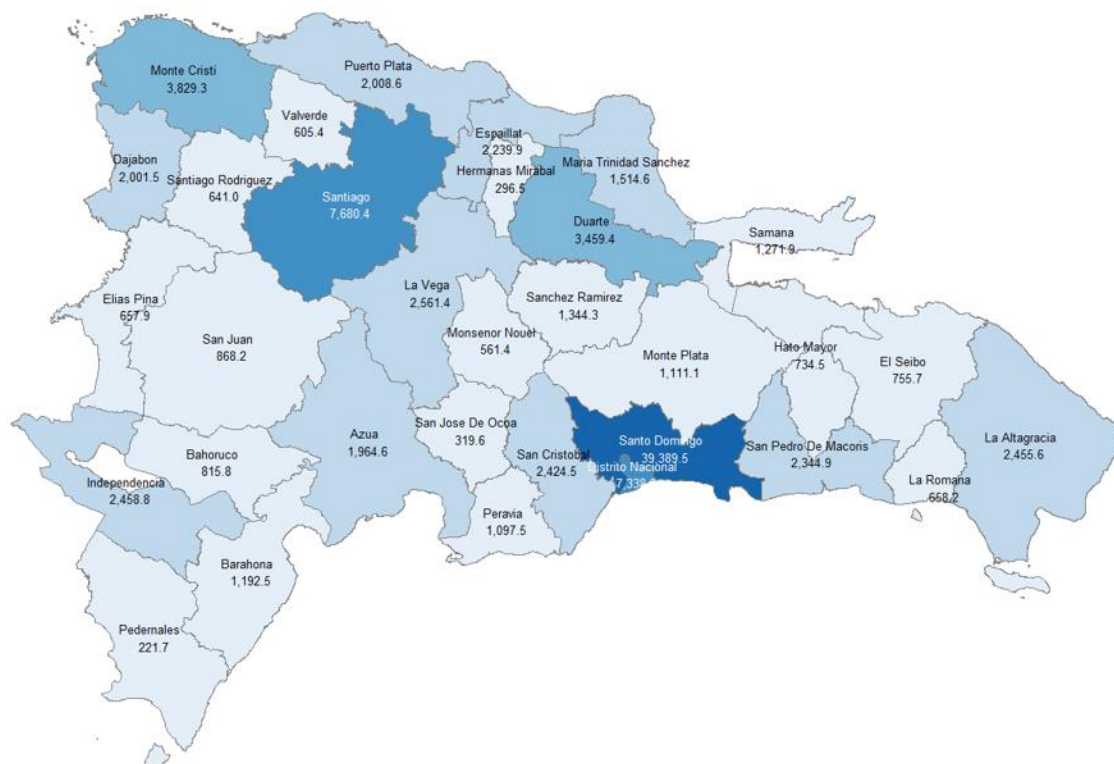 Monte Cristi
3,829.3
Puerto Plata
2,008.6
Valverde
605.4
Espaillat
2,239.9
Dajabon
2,001.5
Santiago Rodriguez
641.0
Hermanas Mirabal
296.5
Maria Trinidad Sanchez
1,514.6
Santiago
7,680.4
Duarte
3,459.4
Samana
1,271.9
Elias Pina
657.9
La Vega
2,561.4
Sanchez Ramirez
1,344.3
San Juan
868.2
Monsenor Nouel
561.4
Monte Plata
1,111.1
Hato Mayor
734.5
El Seibo
755.7
San Jose De Ocoa
319.6
Azua
1,964.6
Santo Domingo
39,389.5
San Pedro De Macoris
2,344.9
La Altagracia
2,455.6
Bahoruco
815.8
San Cristobal
2,424.5
Distrito Nacional
Independencia
2,458.8
La Romana
658.2
Peravia
1,097.5
Barahona
1,192.5
Pedernales
221.7